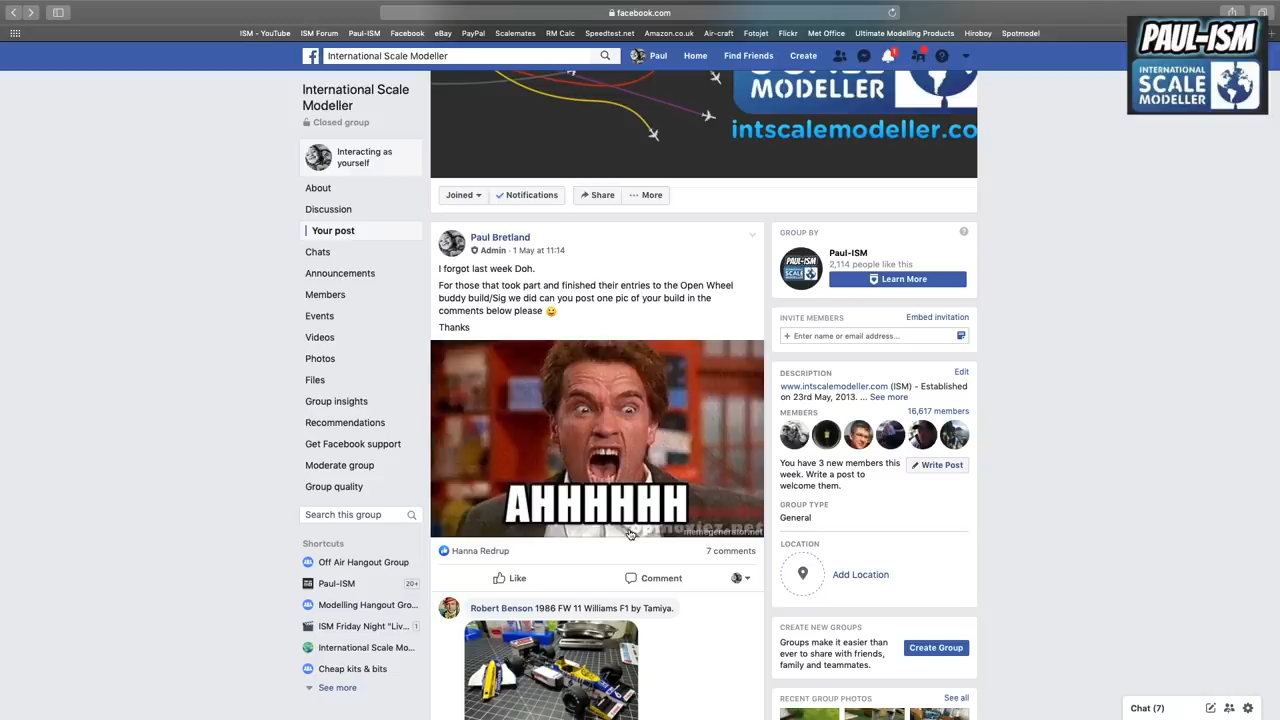 facebook.com
ISM - YouTube ISM Forum Paul-ISM Facebook eBay PayPal Scalemates RM Calc Speedtest.net Amazon.co.uk Air-craft Fotojet Flickr Met Office Ultimate Modelling Products Hiroboy Spotmodel
PAUL-ISM
INTERNATIONAL
SCALE
MODELLER
International Scale Modeller
Paul Home Find Friends Create
1
International Scale
Modeller
Closed group
Interacting as
yourself
About
Discussion
Your post
Chats
Announcements
Members
Events
Videos
Photos
Files
Group insights
Recommendations
Get Facebook support
Moderate group
Group quality
Search this group
Shortcuts
Off Air Hangout Group
Paul-ISM 20+
Modelling Hangout Gro...
ISM Friday Night "Liv... 1
International Scale Mo...
Cheap kits & bits
See more
MODELLER
intscalemodeller.co
Joined Notifications Share More
Paul Bretland
Admin · 1 May at 11:14
I forgot last week Doh.
For those that took part and finished their entries to the Open Wheel
buddy build/Sig we did can you post one pic of your build in the
comments below please
Thanks
AHHHHHH
memegenerator.net
Hanna Redrup 7 comments
Like Comment
Robert Benson 1986 FW 11 Williams F1 by Tamiya.
GROUP BY
Paul-ISM
2,114 people like this
Learn More
INVITE MEMBERS Embed invitation
+ Enter name or email address...
DESCRIPTION Edit
www.intscalemodeller.com (ISM) - Established
on 23rd May, 2013. ... See more
MEMBERS 16,617 members
You have 3 new members this
week. Write a post to
welcome them.
Write Post
GROUP TYPE
General
LOCATION
Add Location
CREATE NEW GROUPS
Groups make it easier than
ever to share with friends,
family and teammates.
Create Group
RECENT GROUP PHOTOS See all
Chat (7)